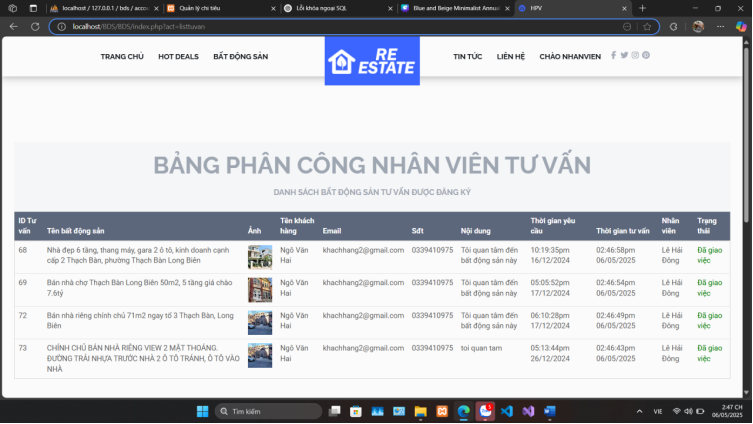 localhost / 127.0.0.1 / bds / accou
Quản lý chi tiêu
Lỗi khóa ngoại SQL
Blue and Beige Minimalist Annua
HPV
localhost/BDS/BDS/index.php?act=listtuvan
TRANG CHỦ
HOT DEALS
BẤT ĐỘNG SẢN
RE ESTATE
TIN TỨC
LIÊN HỆ
CHÀO NHANVIEN
BẢNG PHÂN CÔNG NHÂN VIÊN TƯ VẤN
DANH SÁCH BẤT ĐỘNG SẢN TƯ VẤN ĐƯỢC ĐĂNG KÝ
ID Tư vấn Tên bất động sản Ảnh Tên khách hàng Email Sđt Nội dung Thời gian yêu cầu Thời gian tư vấn Nhân viên Trạng thái
68 Nhà đẹp 6 tầng, thang máy, gara 2 ô tô, kinh doanh cạnh Ngô Văn khachhang2@gmail.com 0339410975 Tôi quan tâm đến 10:19:35pm 02:46:58pm Lê Hải Đã giao
cấp 2 Thạch Bàn, phường Thạch Bàn Long Biên Hai bất động sản này 16/12/2024 06/05/2025 Đông việc
69 Bán nhà chợ Thạch Bàn Long Biên 50m2, 5 tầng giá chào Ngô Văn khachhang2@gmail.com 0339410975 Tôi quan tâm đến 05:05:52pm 02:46:54pm Lê Hải Đã giao
7.6tỷ Hai bất động sản này 17/12/2024 06/05/2025 Đông việc
72 Bán nhà riêng chính chủ 71m2 ngay tổ 3 Thạch Bàn, Long Ngô Văn khachhang2@gmail.com 0339410975 Tôi quan tâm đến 06:10:28pm 02:46:49pm Lê Hải Đã giao
Biên Hai bất động sản này 17/12/2024 06/05/2025 Đông việc
73 CHÍNH CHỦ BÁN NHÀ RIÊNG VIEW 2 MẶT THOÁNG. Ngô Văn khachhang2@gmail.com 0339410975 toi quan tam 05:13:44pm 02:46:43pm Lê Hải Đã giao
ĐƯỜNG TRẢI NHỰA TRƯỚC NHÀ 2 Ô TÔ TRÁNH, Ô TÔ VÀO Hai 26/12/2024 06/05/2025 Đông việc
NHÀ
Tìm kiếm
VIE
2:47 CH
06/05/2025